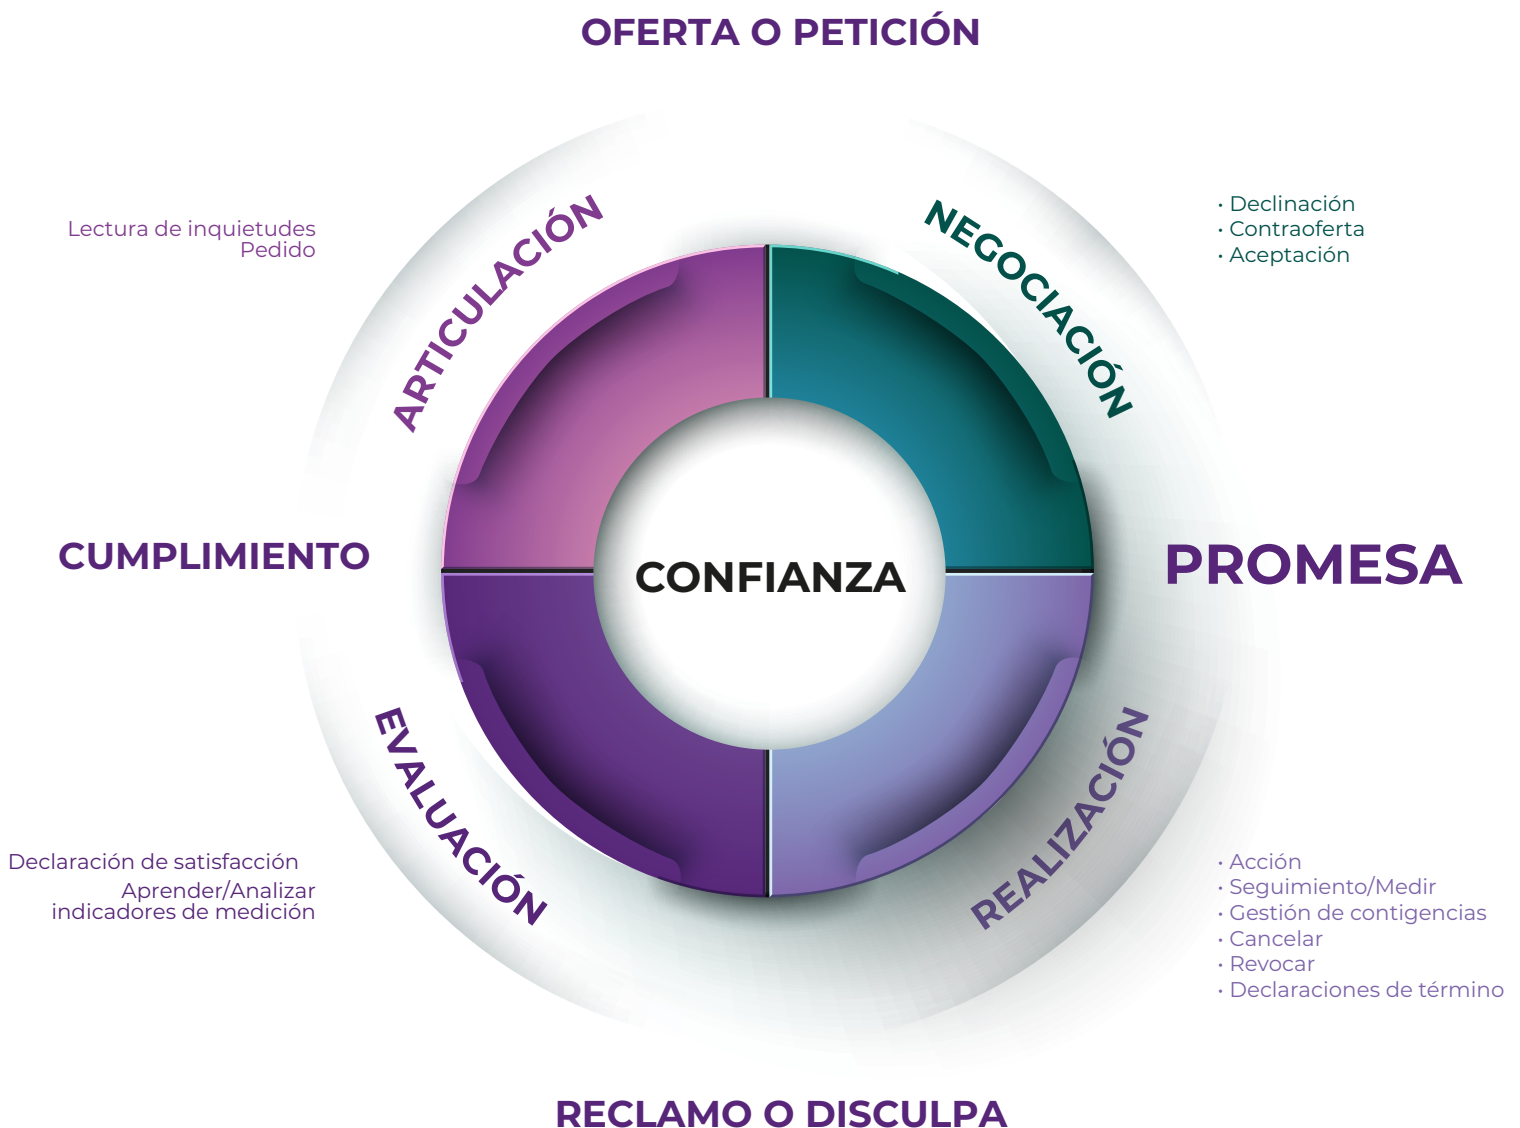 OFERTA O PETICIÓN
Lectura de inquietudes
Pedido
ARTICULACIÓN
NEGOCIACIÓN
• Declinación
• Contraoferta
• Aceptación
CUMPLIMIENTO
CONFIANZA
PROMESA
EVALUACIÓN
REALIZACIÓN
Declaración de satisfacción
Aprender/Analizar
indicadores de medición
• Acción
• Seguimiento/Medir
• Gestión de contigencias
• Cancelar
• Revocar
• Declaraciones de término
RECLAMO O DISCULPA